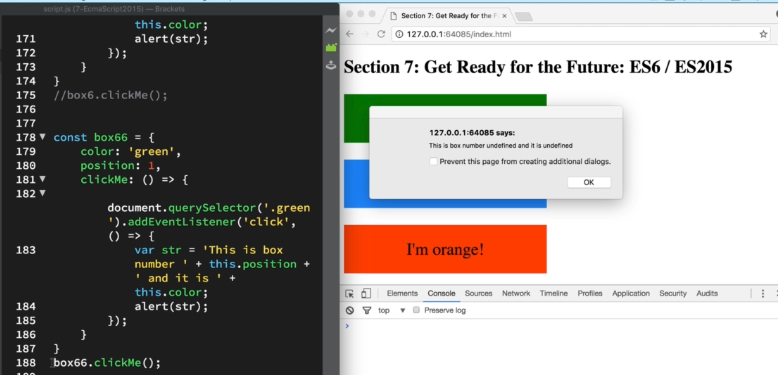 script.js (7-EcmaScript2015) — Brackets
this.color;
171 alert(str);
172 });
173 }
174 }
175 //box6.clickMe();
176
177
178 const box66 = {
179 color: 'green',
180 position: 1,
181 clickMe: () => {
182
document.querySelector('.green
').addEventListener('click',
() => {
183 var str = 'This is box
number ' + this.position +
' and it is ' +
this.color;
184 alert(str);
185 });
186 }
187 }
188 box66.clickMe();
Section 7: Get Ready for the F
127.0.0.1:64085/index.html
Section 7: Get Ready for the Future: ES6 / ES2015
127.0.0.1:64085 says:
This is box number undefined and it is undefined
Prevent this page from creating additional dialogs.
OK
I'm orange!
Elements Console Sources Network Timeline Profiles Application Security Audits
top Preserve log